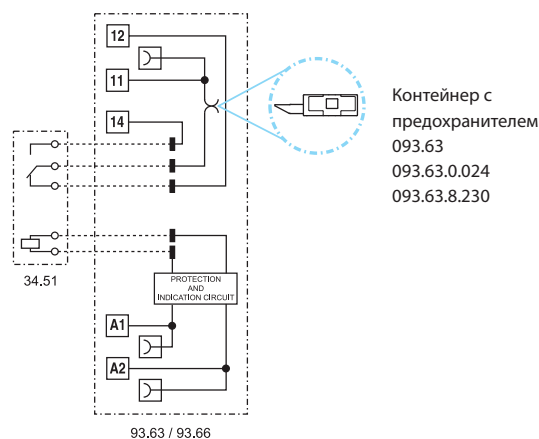 12
11
14
34.51
PROTECTION
AND
INDICATION CIRCUIT
A1
A2
93.63 / 93.66
Контейнер с
предохранителем
093.63
093.63.0.024
093.63.8.230